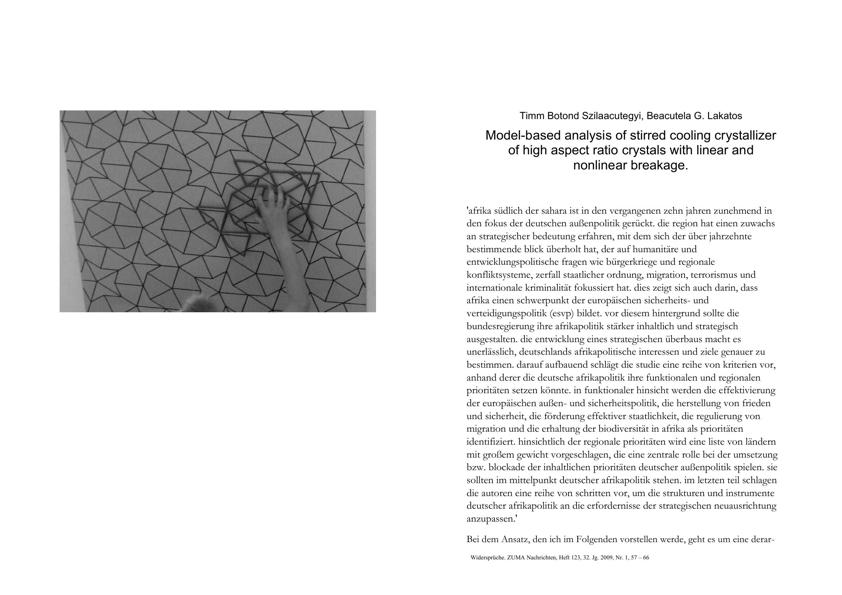 Timm Botond Szilaacutegyi, Beacutela G. Lakatos
Model-based analysis of stirred cooling crystallizer
of high aspect ratio crystals with linear and
nonlinear breakage.
'afrika südlich der sahara ist in den vergangenen zehn jahren zunehmend in
den fokus der deutschen außenpolitik gerückt. die region hat einen zuwachs
an strategischer bedeutung erfahren, mit dem sich der über jahrzehnte
bestimmende blick überholt hat, der auf humanitäre und
entwicklungspolitische fragen wie bürgerkriege und regionale
konfliktsysteme, zerfall staatlicher ordnung, migration, terrorismus und
internationale kriminalität fokussiert hat. dies zeigt sich auch darin, dass
afrika einen schwerpunkt der europäischen sicherheits- und
verteidigungspolitik (esvp) bildet. vor diesem hintergrund sollte die
bundesregierung ihre afrikapolitik stärker inhaltlich und strategisch
ausgestalten. die entwicklung eines strategischen überbaus macht es
unerlässlich, deutschlands afrikapolitische interessen und ziele genauer zu
bestimmen. darauf aufbauend schlägt die studie eine reihe von kriterien vor,
anhand derer die deutsche afrikapolitik ihre funktionalen und regionalen
prioritäten setzen könnte. in funktionaler hinsicht werden die effektivierung
der europäischen außen- und sicherheitspolitik, die herstellung von frieden
und sicherheit, die förderung effektiver staatlichkeit, die regulierung von
migration und die erhaltung der biodiversität in afrika als prioritäten
identifiziert. hinsichtlich der regionale prioritäten wird eine liste von ländern
mit großem gewicht vorgeschlagen, die eine zentrale rolle bei der umsetzung
bzw. blockade der inhaltlichen prioritäten deutscher außenpolitik spielen. sie
sollten im mittelpunkt deutscher afrikapolitik stehen. im letzten teil schlagen
die autoren eine reihe von schritten vor, um die strukturen und instrumente
deutscher afrikapolitik an die erfordernisse der strategischen neuausrichtung
anzupassen.'
Bei dem Ansatz, den ich im Folgenden vorstellen werde, geht es um eine derar-
Widersprüche. ZUMA Nachrichten, Heft 123, 32. Jg. 2009, Nr. 1, 57 – 66